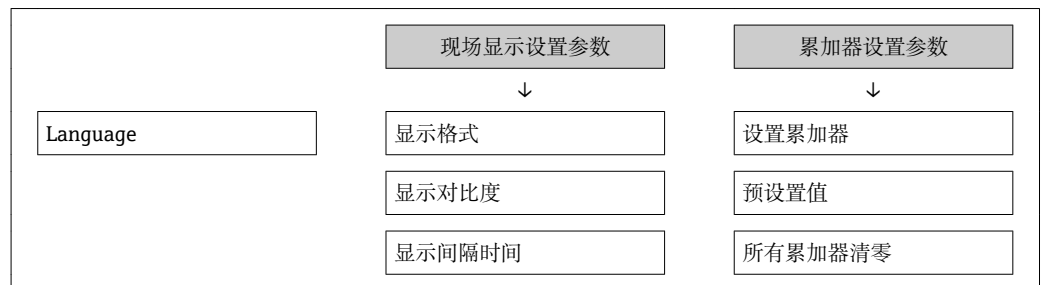 现场显示设置参数
累加器设置参数
↓
↓
Language
显示格式
设置累加器
显示对比度
预设置值
显示间隔时间
所有累加器清零